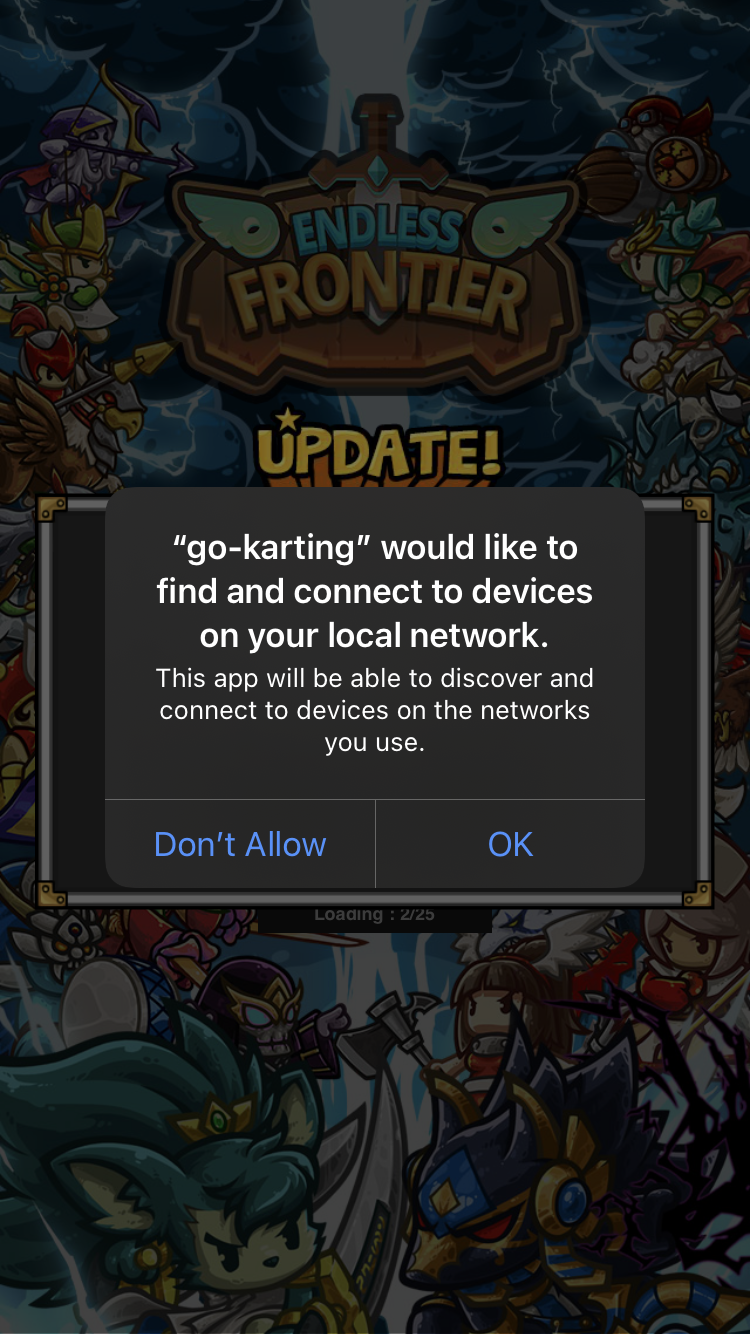 ENDLESS
FRONTIER
UPDATE!
“go-karting” would like to
find and connect to devices
on your local network.
This app will be able to discover and
connect to devices on the networks
you use.
Don’t Allow
OK
Loading : 2/25